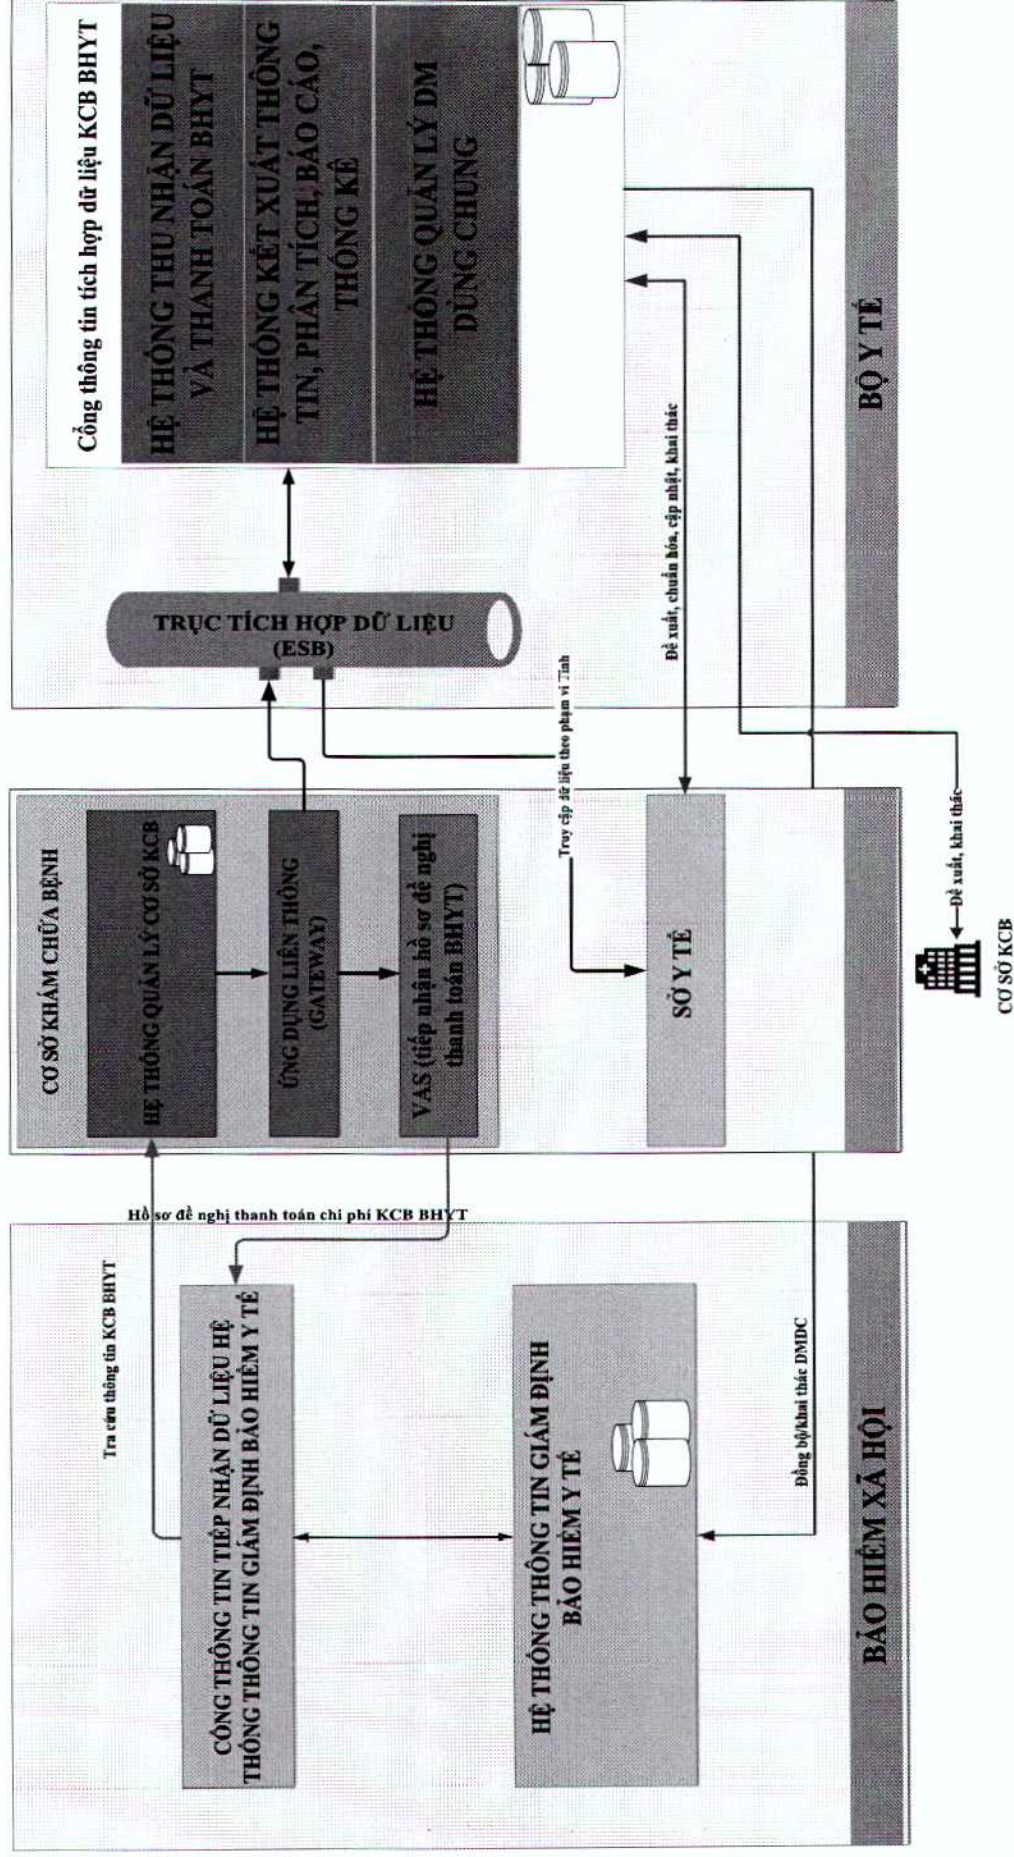 Hồ sơ đề nghị thanh toán chi phí KCB BHYT
Tra cứu thông tin KCB BHYT
CỔNG THÔNG TIN TIẾP NHẬN DỮ LIỆU HỆ
THỐNG THÔNG TIN GIÁM ĐỊNH BẢO HIỂM Y TẾ
HỆ THỐNG THÔNG TIN GIÁM ĐỊNH
BẢO HIỂM Y TẾ
Đồng bộ/khai thác DMDC
BẢO HIỂM XÃ HỘI
CƠ SỞ KHÁM CHỮA BỆNH
HỆ THỐNG QUẢN LÝ CƠ SỞ KCB
ỨNG DỤNG LIÊN THÔNG
(GATEWAY)
VAS (tiếp nhận hồ sơ đề nghị
thanh toán BHYT)
Truy cập dữ liệu theo phạm vi Tỉnh
SỞ Y TẾ
Đề xuất, khai thác
CƠ SỞ KCB
TRỤC TÍCH HỢP DỮ LIỆU
(ESB)
Đề xuất, chuẩn hóa, cập nhật, khai thác
Cổng thông tin tích hợp dữ liệu KCB BHYT
HỆ THỐNG THU NHẬN DỮ LIỆU
VÀ THANH TOÁN BHYT
HỆ THỐNG KẾT XUẤT THÔNG
TIN, PHÂN TÍCH, BÁO CÁO,
THỐNG KÊ
HỆ THỐNG QUẢN LÝ DM
DÙNG CHUNG
BỘ Y TẾ